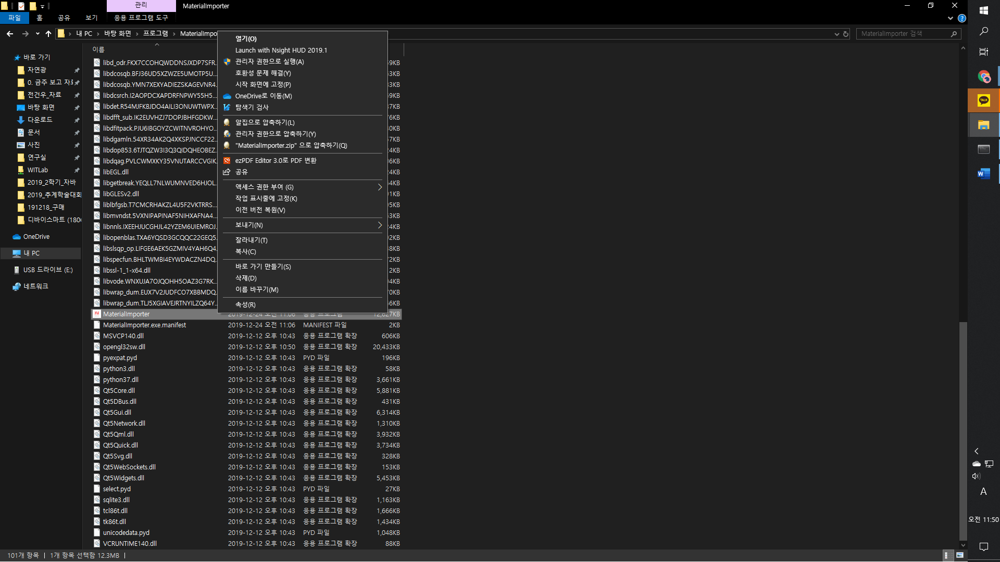 관리
MaterialImporter
파일
홈
공유
보기
응용 프로그램 도구
내 PC
바탕 화면
프로그램
MaterialImpo
MaterialImporter 검색
바로 가기
자연광
0. 금주 보고 자료
전건우_자료
바탕 화면
다운로드
문서
사진
연구실
WITLab
2019_2학기_자바
2019_추계학술대회
191218_구매
디바이스마트 (1806
OneDrive
내 PC
USB 드라이브 (E:)
네트워크
이름
libd_odr.FKX7CCOHQWDDNSJXDP7SFR... 9KB
libdcosqb.BFJ36UD5XZWZE5UMOTP5U... 3KB
libdcosqb.YMN7XEXYADIEZSKAGEVNR4... 3KB
libdcsrch.I2AOPDCXAPDRFNPWY55H5... 9KB
libdet.R54MJFKBJDO4AILI3ONUWTWPX... 7KB
libdfft_sub.IK2EUVHZJ7DOPJBHFGDKW... 76KB
libdfitpack.PJU6IBGOYZCWITNVROHYO... 0KB
libdgamln.54XR34AK2Q4XKSPJNCCF22... 7KB
libdop853.6TJTQZW3I3Q3QIDQHEOBEZ... 4KB
libdqag.PVLCWMXKY35VNUTARCCVGIK... 6KB
libEGL.dll 4KB
libgetbreak.YEQLL7NLWUMNVED6HJOL... 4KB
libGLESv2.dll 91KB
liblbfgsb.T7CMCRHAKZL4U5F2VKTRRS... 5KB
libmvndst.5VXNIPAPINAF5NIHXAFNA4... 3KB
libnnls.IXEEHJUCGHJL42YZEM6UIEMROJ... 4KB
libopenblas.TXA6YQSD3GCQQC22GEQ5... 2KB
libslsqp_op.LIFGE6AEK5GZMIV4YAH6Q4... 8KB
libspecfun.BHLTWMBI4EYWDACZN4DQ... 72KB
libssl-1_1-x64.dll 2KB
libvode.WNXUJA7OJQOHH5OAZ3G7RK... 4KB
libwrap_dum.EUX7V2JUDFCO7XBBMDQ... 70KB
libwrap_dum.TLJ5XGIAVEJRTNYILZQ64Y... 6KB
MaterialImporter 2019-12-24 오전 11:06 응용 프로그램 12,627KB
MaterialImporter.exe.manifest 2019-12-24 오전 11:06 MANIFEST 파일 2KB
MSVCP140.dll 2019-12-12 오후 10:43 응용 프로그램 확장 606KB
opengl32sw.dll 2019-12-12 오후 10:50 응용 프로그램 확장 20,433KB
pyexpat.pyd 2019-12-12 오후 10:43 PYD 파일 196KB
python3.dll 2019-12-12 오후 10:43 응용 프로그램 확장 58KB
python37.dll 2019-12-12 오후 10:43 응용 프로그램 확장 3,661KB
Qt5Core.dll 2019-12-12 오후 10:43 응용 프로그램 확장 5,881KB
Qt5DBus.dll 2019-12-12 오후 10:43 응용 프로그램 확장 431KB
Qt5Gui.dll 2019-12-12 오후 10:43 응용 프로그램 확장 6,314KB
Qt5Network.dll 2019-12-12 오후 10:43 응용 프로그램 확장 1,310KB
Qt5Qml.dll 2019-12-12 오후 10:43 응용 프로그램 확장 3,932KB
Qt5Quick.dll 2019-12-12 오후 10:43 응용 프로그램 확장 3,734KB
Qt5Svg.dll 2019-12-12 오후 10:43 응용 프로그램 확장 328KB
Qt5WebSockets.dll 2019-12-12 오후 10:43 응용 프로그램 확장 153KB
Qt5Widgets.dll 2019-12-12 오후 10:43 응용 프로그램 확장 5,453KB
select.pyd 2019-12-12 오후 10:43 PYD 파일 27KB
sqlite3.dll 2019-12-12 오후 10:43 응용 프로그램 확장 1,163KB
tcl86t.dll 2019-12-12 오후 10:43 응용 프로그램 확장 1,666KB
tk86t.dll 2019-12-12 오후 10:43 응용 프로그램 확장 1,434KB
unicodedata.pyd 2019-12-12 오후 10:43 PYD 파일 1,048KB
VCRUNTIME140.dll 2019-12-12 오후 10:43 응용 프로그램 확장 88KB
열기(O)
Launch with Nsight HUD 2019.1
관리자 권한으로 실행(A)
호환성 문제 해결(Y)
시작 화면에 고정(P)
OneDrive로 이동(M)
탐색기 검사
알집으로 압축하기(L)
관리자 권한으로 압축하기(Y)
"MaterialImporter.zip" 으로 압축하기(Q)
ezPDF Editor 3.0로 PDF 변환
공유
액세스 권한 부여 (G)
작업 표시줄에 고정(K)
이전 버전 복원(V)
보내기(N)
잘라내기(T)
복사(C)
바로 가기 만들기(S)
삭제(D)
이름 바꾸기(M)
속성(R)
101개 항목
1개 항목 선택함 12.3MB
TALK
A
오전 11:50